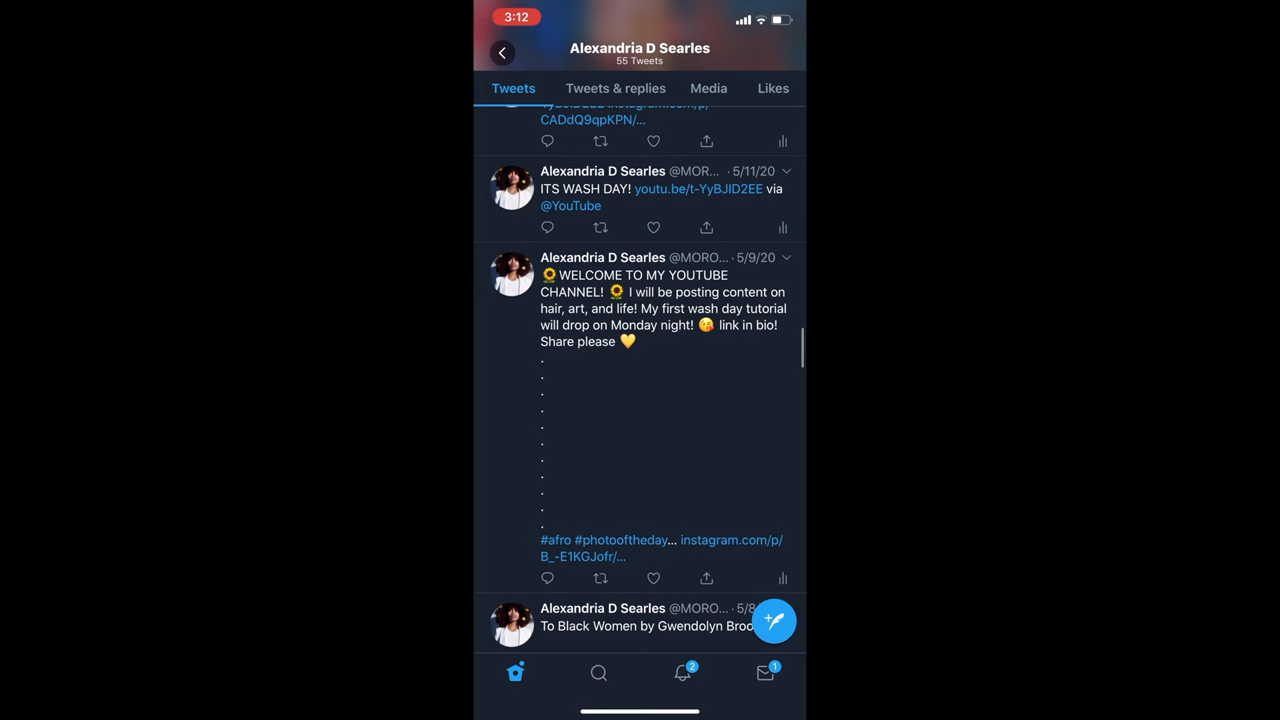 3:12
Alexandria D Searles
55 Tweets
Tweets Tweets & replies Media Likes
CADdQ9qpKPN/...
Alexandria D Searles @MOR... · 5/11/20
ITS WASH DAY! youtu.be/t-YyBJID2EE via
@YouTube
Alexandria D Searles @MORO... · 5/9/20
🌻WELCOME TO MY YOUTUBE
CHANNEL! 🌻 I will be posting content on
hair, art, and life! My first wash day tutorial
will drop on Monday night! 😘 link in bio!
Share please 💛
.
.
.
.
.
.
.
.
.
.
.
#afro #photooftheday... instagram.com/p/
B_-E1KGJofr/...
Alexandria D Searles @MORO... · 5/8
To Black Women by Gwendolyn Broo
2 1